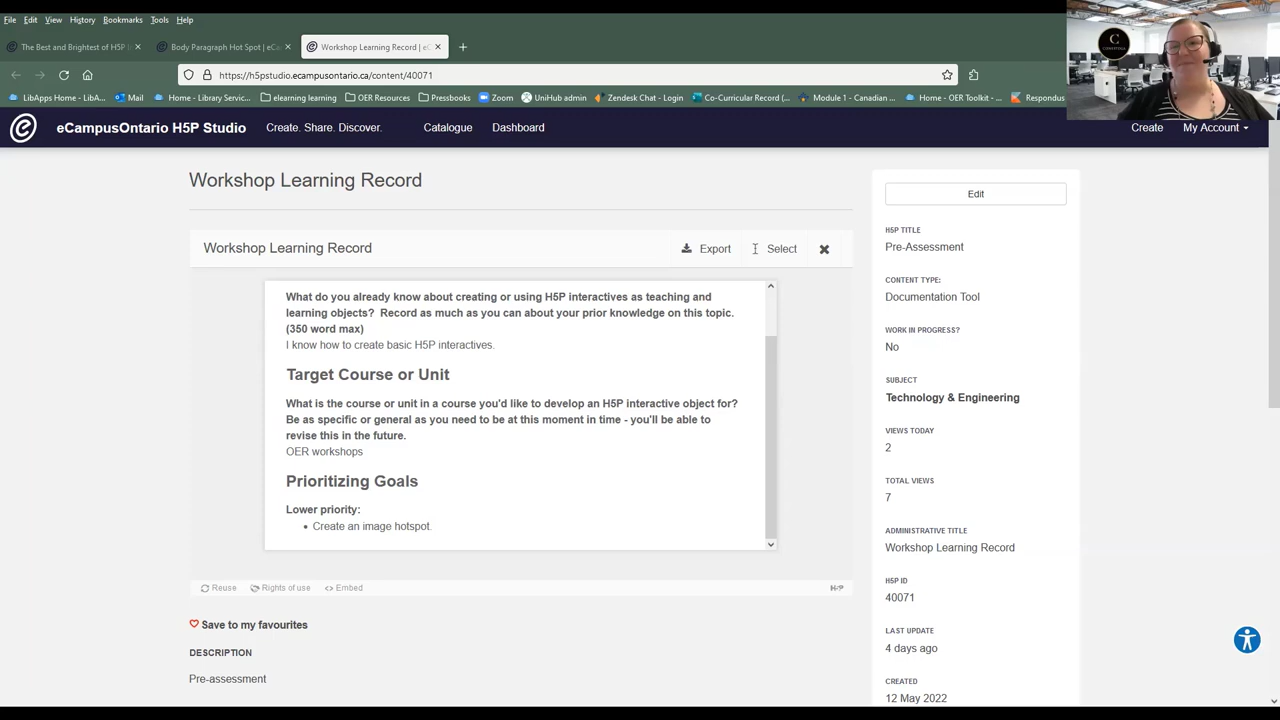 File Edit View History Bookmarks Tools Help
The Best and Brightest of H5P
Body Paragraph Hot Spot | eCa
Workshop Learning Record | eC
https://h5pstudio.ecampusontario.ca/content/40071
LibApps Home - LibA... Mail Home - Library Servic... elearning learning OER Resources Pressbooks Zoom UniHub admin Zendesk Chat - Login Co-Curricular Record (... Module 1 - Canadian ... Home - OER Toolkit -... Respondus
C
CONESTOGA
eCampusOntario H5P Studio Create. Share. Discover. Catalogue Dashboard Create My Account
Workshop Learning Record
Workshop Learning Record Export Select
What do you already know about creating or using H5P interactives as teaching and
learning objects? Record as much as you can about your prior knowledge on this topic.
(350 word max)
I know how to create basic H5P interactives.
Target Course or Unit
What is the course or unit in a course you'd like to develop an H5P interactive object for?
Be as specific or general as you need to be at this moment in time - you'll be able to
revise this in the future.
OER workshops
Prioritizing Goals
Lower priority:
• Create an image hotspot.
Reuse Rights of use Embed H-P
Save to my favourites
DESCRIPTION
Pre-assessment
Edit
H5P TITLE
Pre-Assessment
CONTENT TYPE:
Documentation Tool
WORK IN PROGRESS?
No
SUBJECT
Technology & Engineering
VIEWS TODAY
2
TOTAL VIEWS
7
ADMINISTRATIVE TITLE
Workshop Learning Record
H5P ID
40071
LAST UPDATE
4 days ago
CREATED
12 May 2022